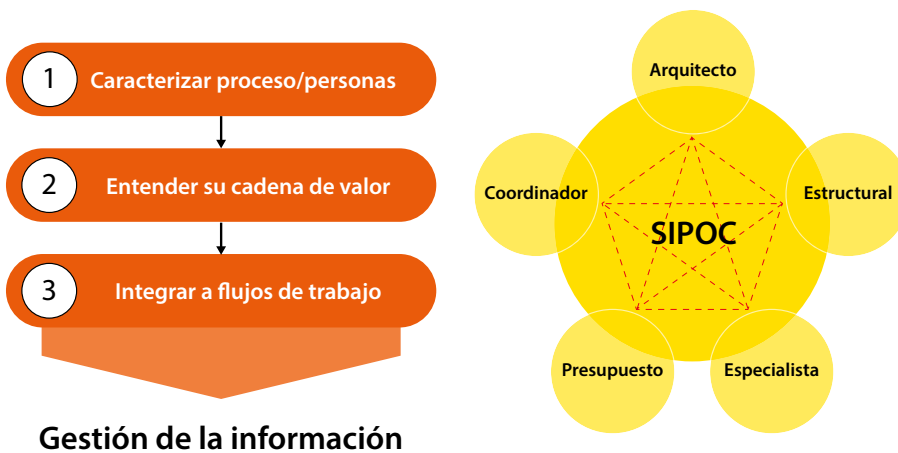 1
Caracterizar proceso/personas
2
Entender su cadena de valor
3
Integrar a flujos de trabajo
Gestión de la información
Arquitecto
Coordinador
Estructural
SIPOC
Presupuesto
Especialista